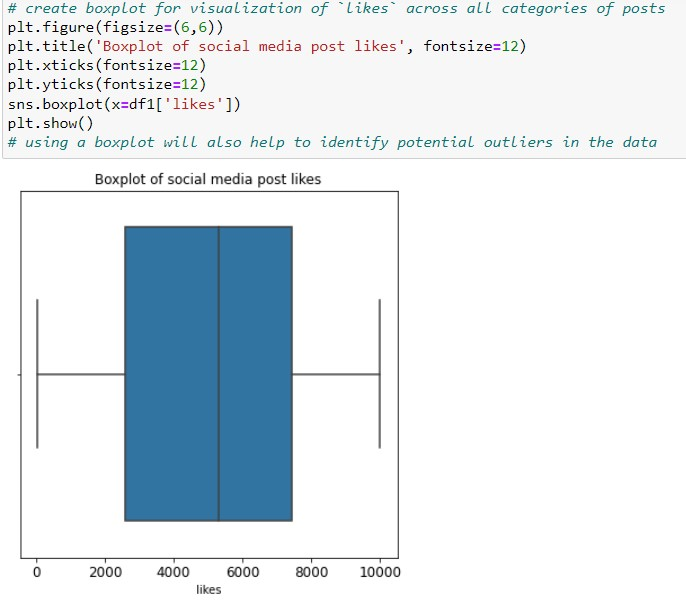 # create boxplot for visualization of `likes` across all categories of posts
plt.figure(figsize=(6,6))
plt.title('Boxplot of social media post likes', fontsize=12)
plt.xticks(fontsize=12)
plt.yticks(fontsize=12)
sns.boxplot(x=df1['likes'])
plt.show()
# using a boxplot will also help to identify potential outliers in the data
Boxplot of social media post likes
0 2000 4000 6000 8000 10000
likes